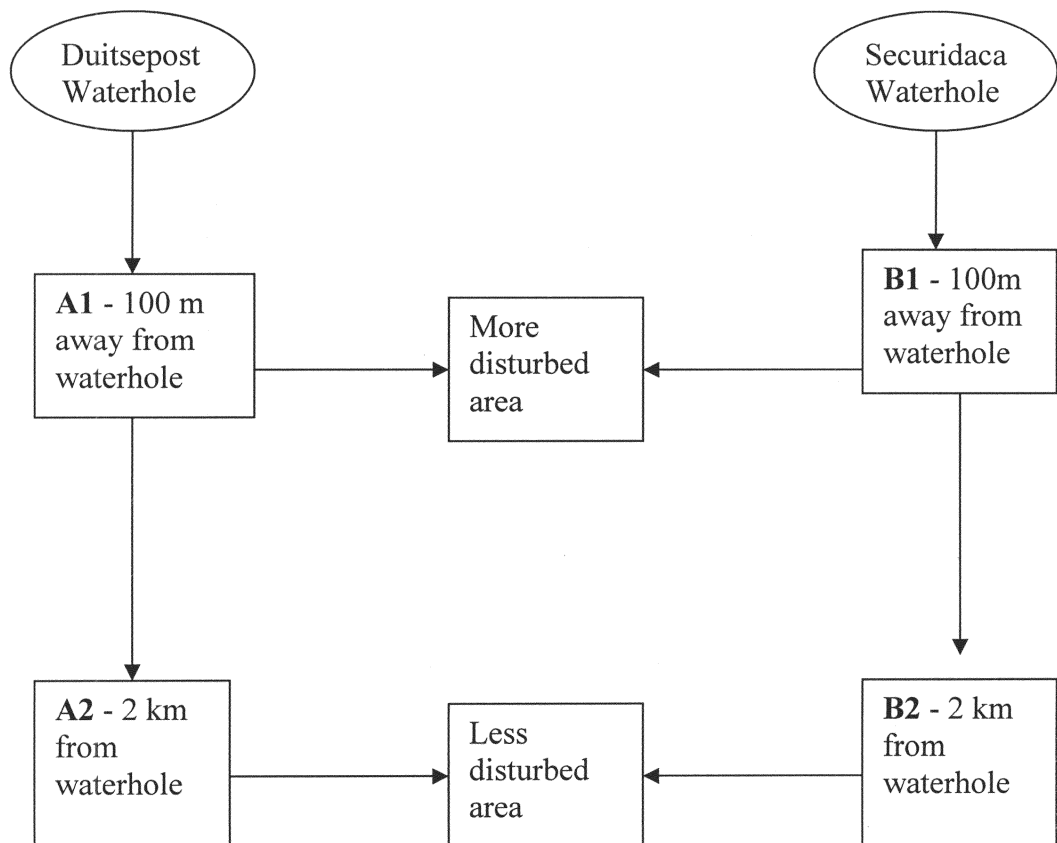 Duitsepost
Waterhole
Securidaca
Waterhole
A1 - 100 m
away from
waterhole
More
disturbed
area
B1 - 100m
away from
waterhole
A2 - 2 km
from
waterhole
Less
disturbed
area
B2 - 2 km
from
waterhole